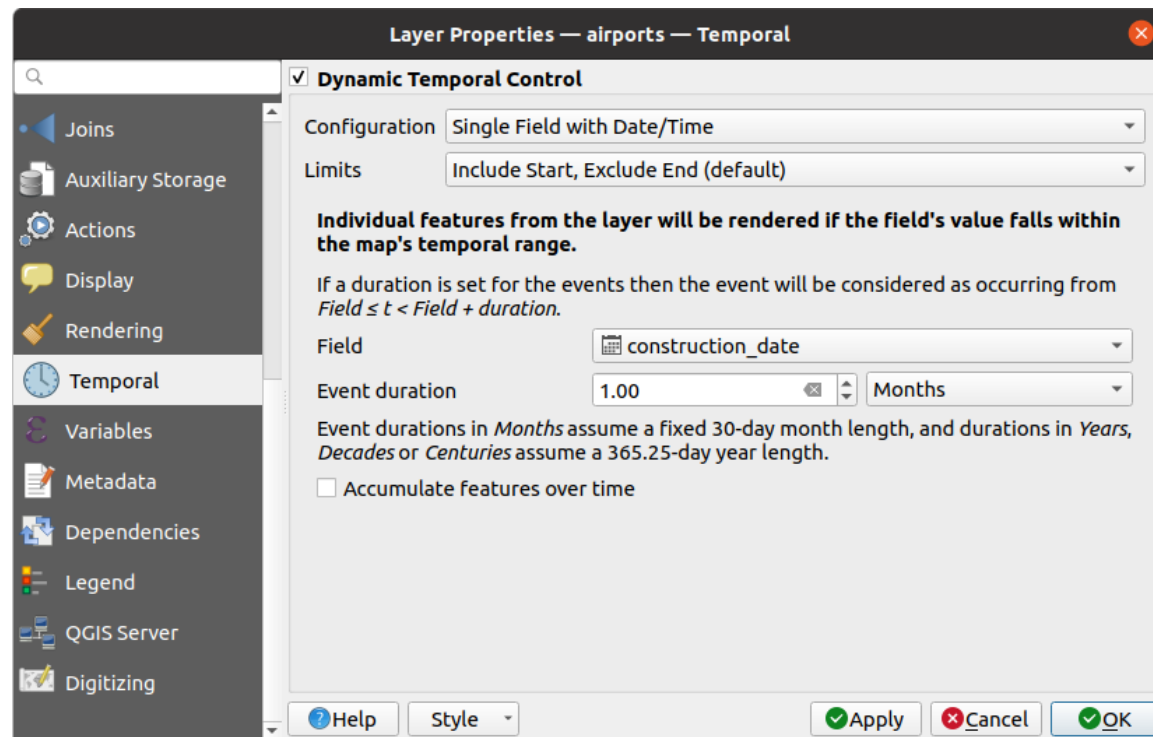 Layer Properties — airports — Temporal
Joins
Auxiliary Storage
Actions
Display
Rendering
Temporal
Variables
Metadata
Dependencies
Legend
QGIS Server
Digitizing
Dynamic Temporal Control
Configuration Single Field with Date/Time
Limits Include Start, Exclude End (default)
Individual features from the layer will be rendered if the field's value falls within
the map's temporal range.
If a duration is set for the events then the event will be considered as occurring from
Field ≤ t < Field + duration.
Field construction_date
Event duration 1.00 Months
Event durations in Months assume a fixed 30-day month length, and durations in Years,
Decades or Centuries assume a 365.25-day year length.
Accumulate features over time
Help Style Apply Cancel OK